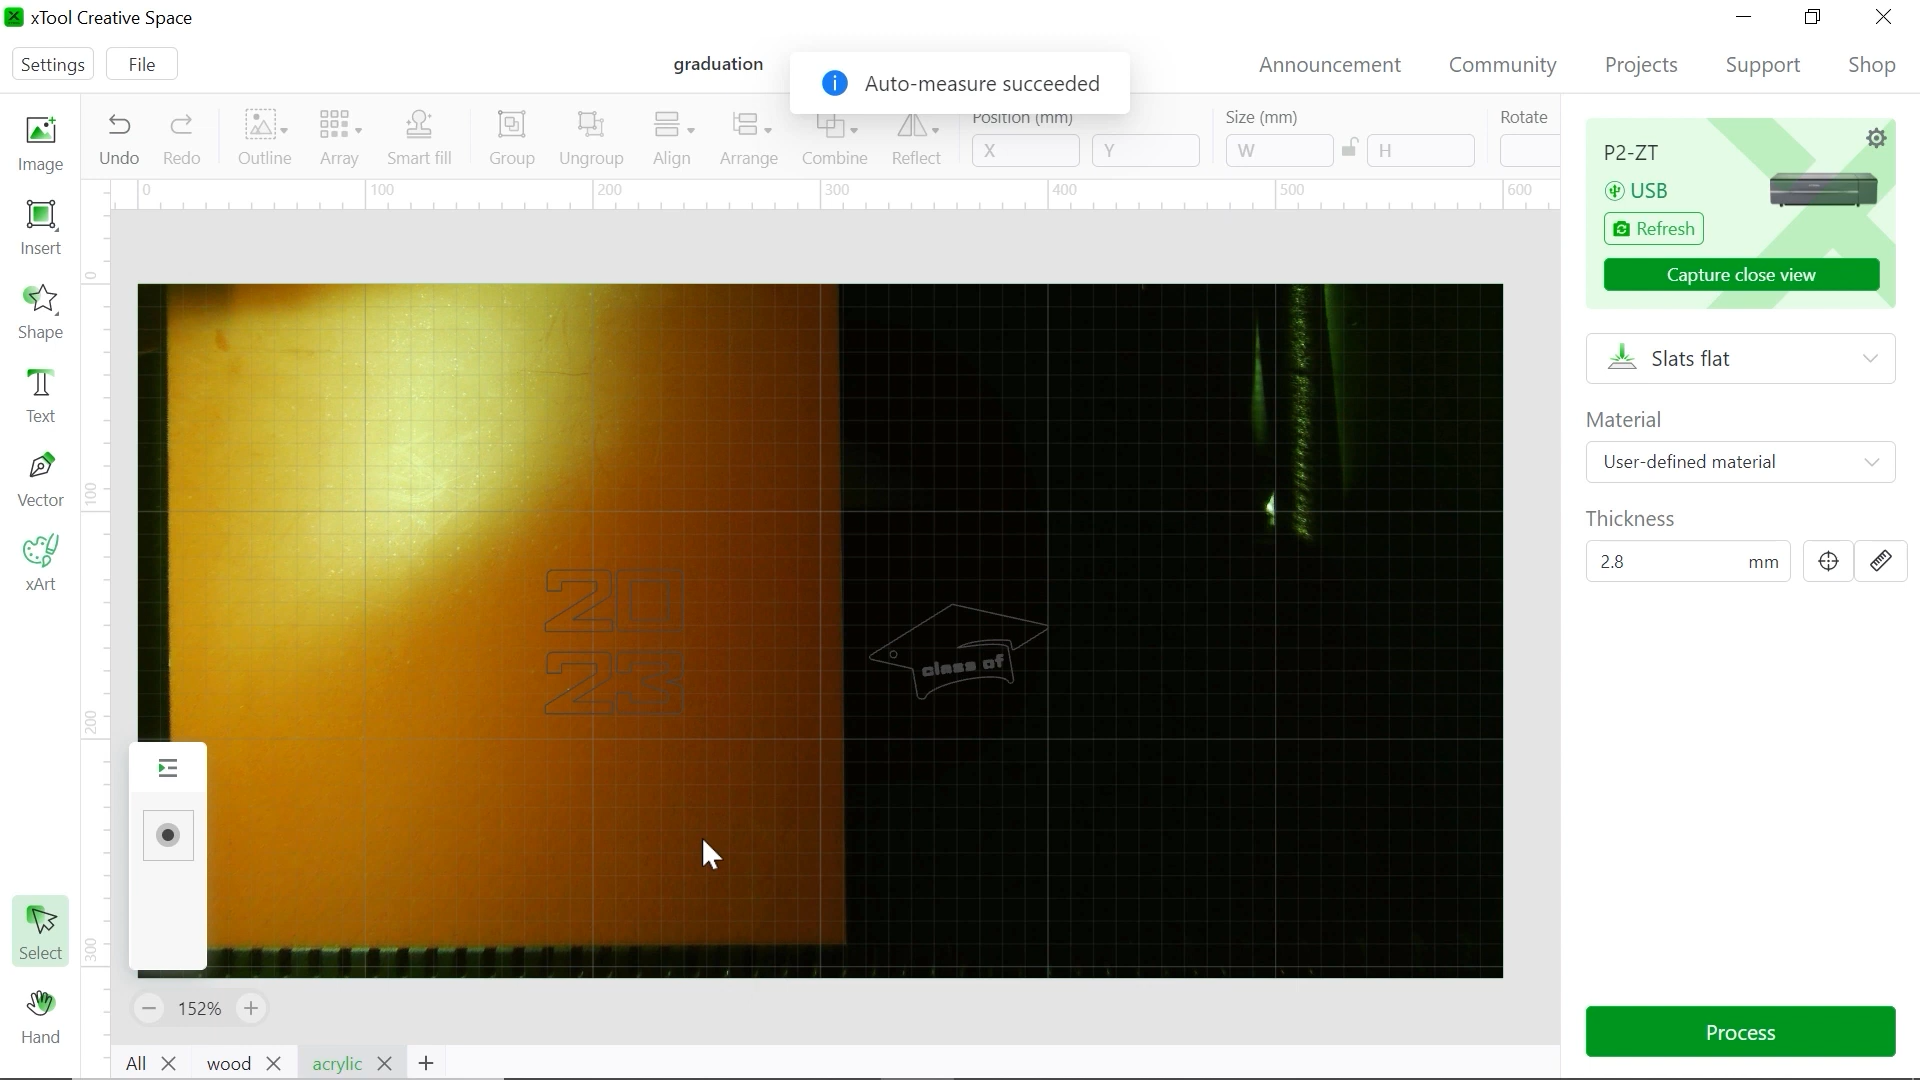 xTool Creative Space
Settings
File
graduation
Auto-measure succeeded
Announcement
Community
Projects
Support
Shop
Image
Insert
Shape
Text
Vector
xArt
Select
Hand
Undo
Redo
Outline
Array
Smart fill
Group
Ungroup
Align
Arrange
Combine
Reflect
Position (mm)
X
Y
Size (mm)
W
H
Rotate
0
100
200
300
400
500
600
0
100
200
300
20
23
class of
152%
All
wood
acrylic
P2-ZT
USB
Refresh
Capture close view
Slats flat
Material
User-defined material
Thickness
2.8 mm
Process